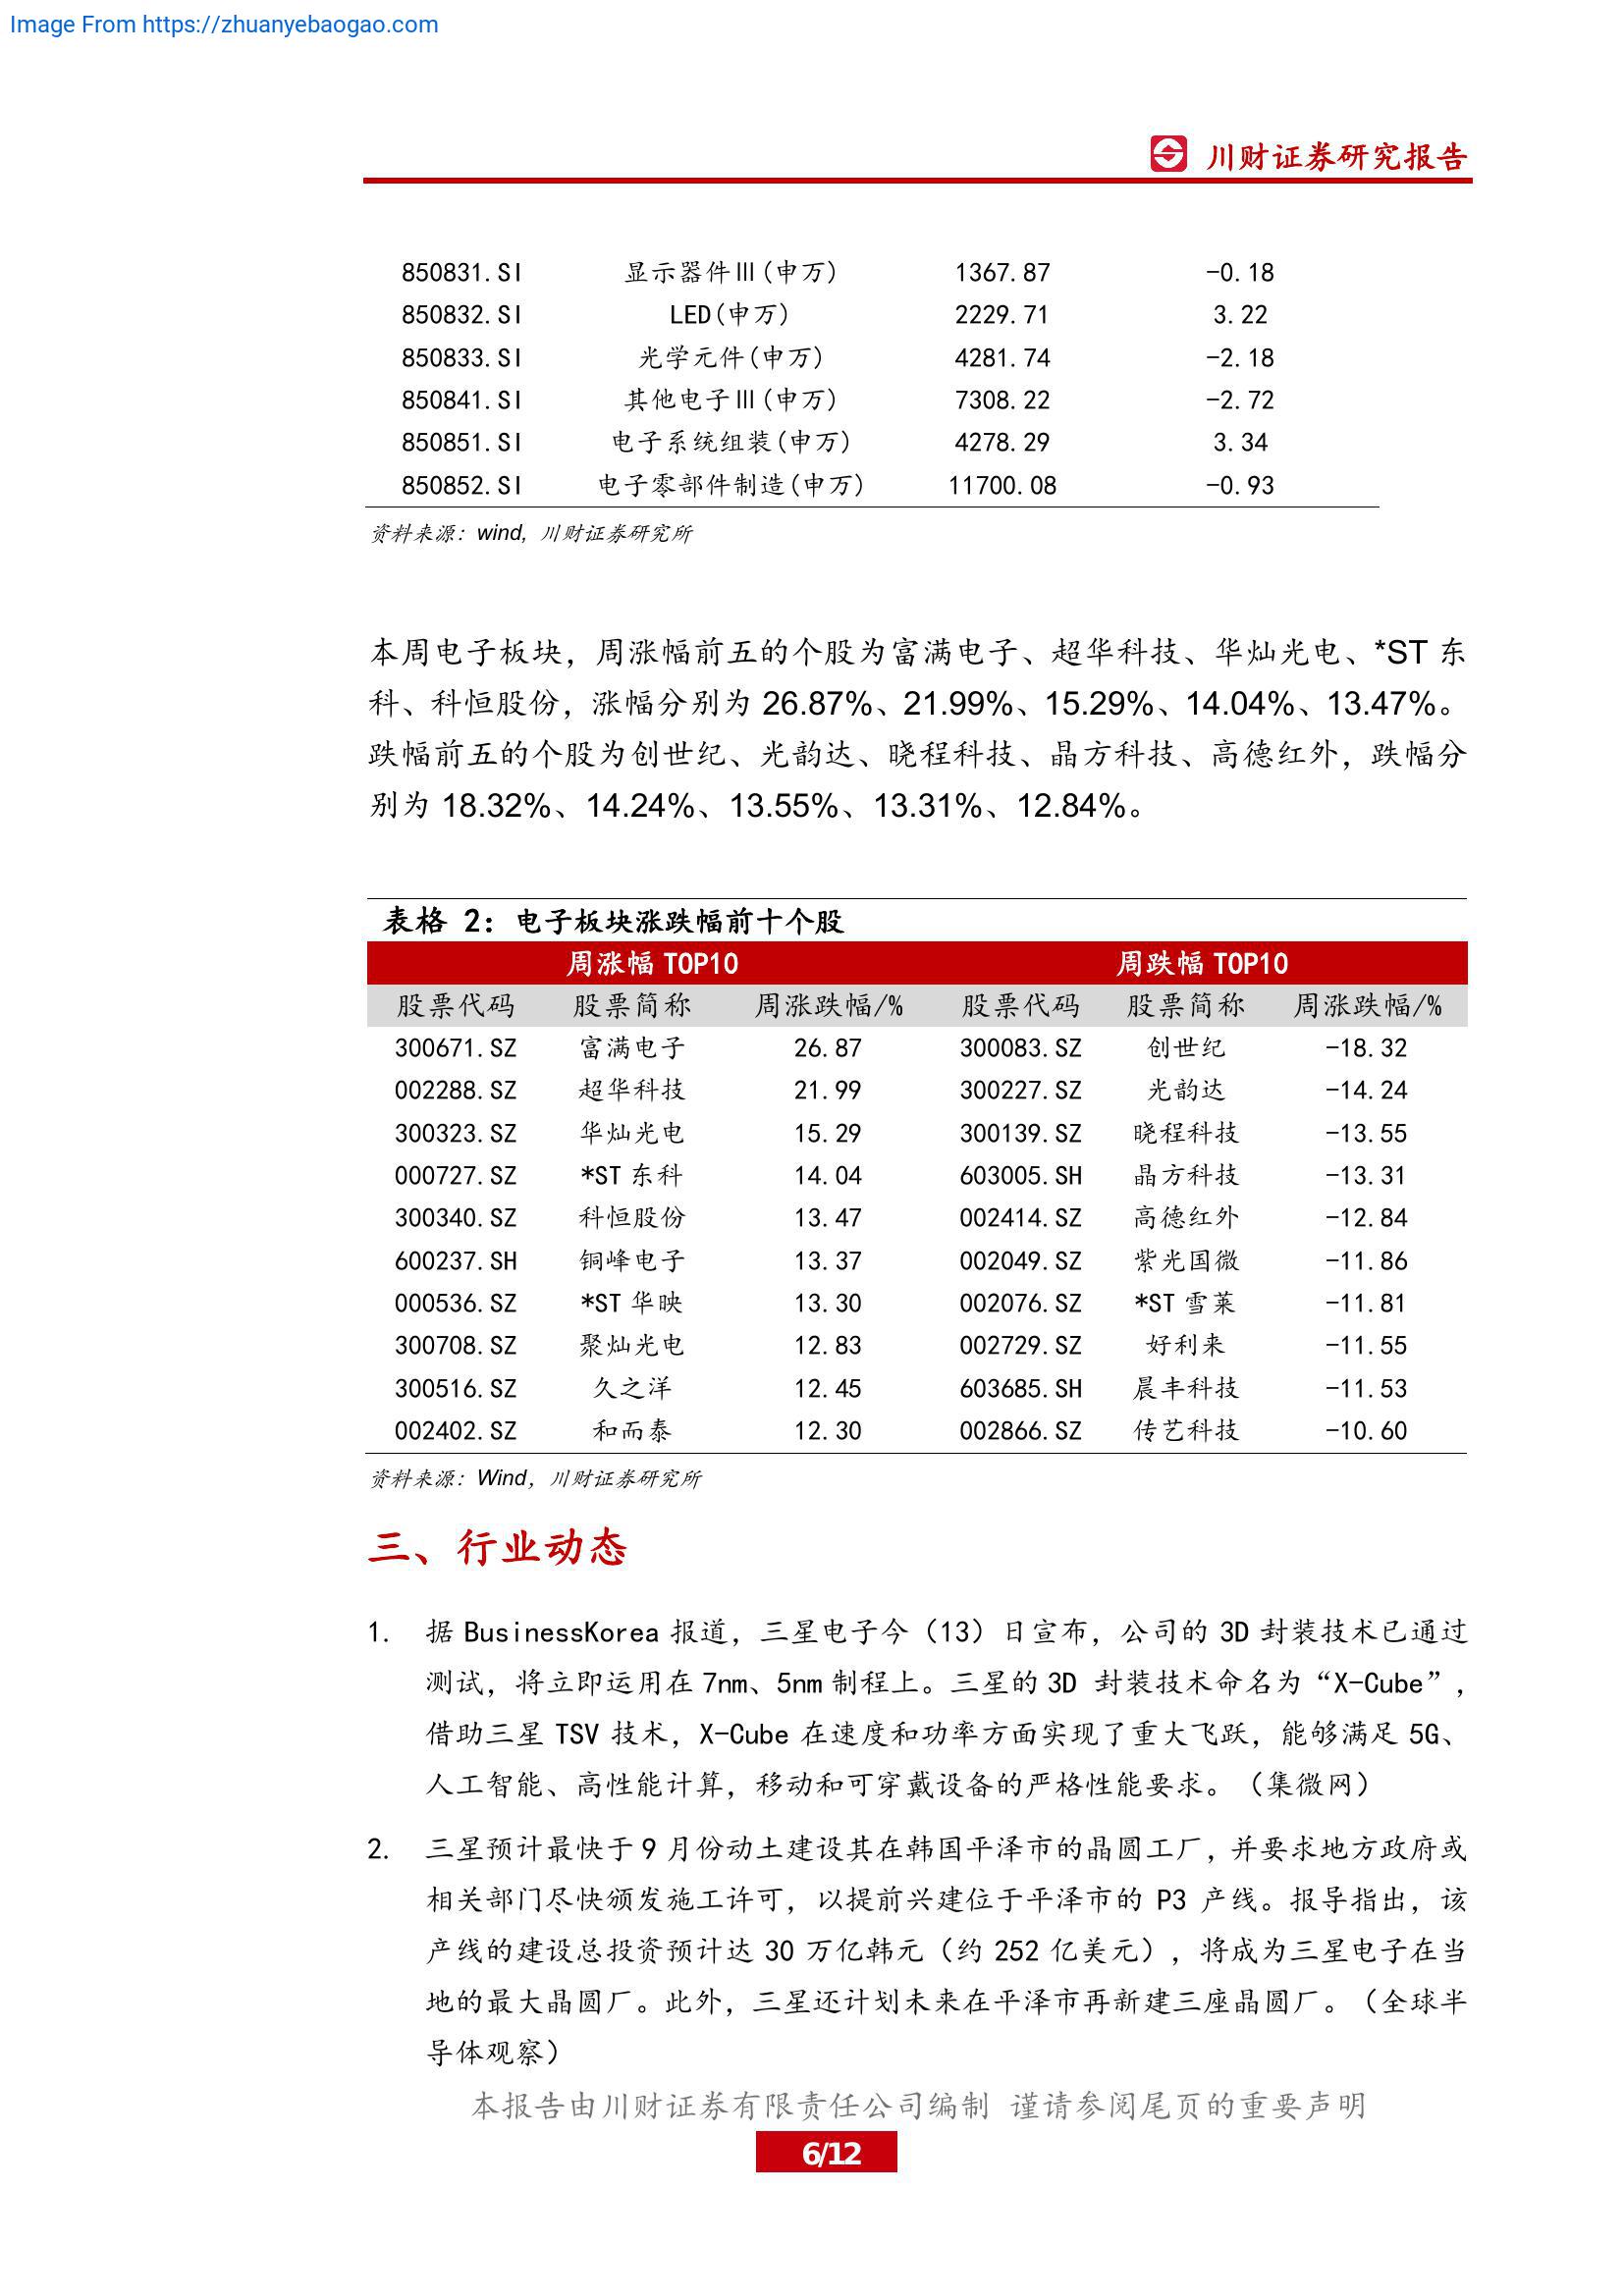 Image From https://zhuanyebaogao.com
川财证券研究报告
850831.SI 显示器件Ⅲ(申万) 1367.87 -0.18
850832.SI LED(申万) 2229.71 3.22
850833.SI 光学元件(申万) 4281.74 -2.18
850841.SI 其他电子Ⅲ(申万) 7308.22 -2.72
850851.SI 电子系统组装(申万) 4278.29 3.34
850852.SI 电子零部件制造(申万) 11700.08 -0.93
资料来源：wind, 川财证券研究所
本周电子板块，周涨幅前五的个股为富满电子、超华科技、华灿光电、*ST 东
科、科恒股份，涨幅分别为 26.87%、21.99%、15.29%、14.04%、13.47%。
跌幅前五的个股为创世纪、光韵达、晓程科技、晶方科技、高德红外，跌幅分
别为 18.32%、14.24%、13.55%、13.31%、12.84%。
表格 2：电子板块涨跌幅前十个股
周涨幅 TOP10 周跌幅 TOP10
股票代码 股票简称 周涨跌幅/% 股票代码 股票简称 周涨跌幅/%
300671.SZ 富满电子 26.87 300083.SZ 创世纪 -18.32
002288.SZ 超华科技 21.99 300227.SZ 光韵达 -14.24
300323.SZ 华灿光电 15.29 300139.SZ 晓程科技 -13.55
000727.SZ *ST 东科 14.04 603005.SH 晶方科技 -13.31
300340.SZ 科恒股份 13.47 002414.SZ 高德红外 -12.84
600237.SH 铜峰电子 13.37 002049.SZ 紫光国微 -11.86
000536.SZ *ST 华映 13.30 002076.SZ *ST 雪莱 -11.81
300708.SZ 聚灿光电 12.83 002729.SZ 好利来 -11.55
300516.SZ 久之洋 12.45 603685.SH 晨丰科技 -11.53
002402.SZ 和而泰 12.30 002866.SZ 传艺科技 -10.60
资料来源：Wind，川财证券研究所
三、行业动态
1. 据 BusinessKorea 报道，三星电子今（13）日宣布，公司的 3D 封装技术已通过
测试，将立即运用在 7nm、5nm 制程上。三星的 3D 封装技术命名为“X-Cube”，
借助三星 TSV 技术，X-Cube 在速度和功率方面实现了重大飞跃，能够满足 5G、
人工智能、高性能计算，移动和可穿戴设备的严格性能要求。（集微网）
2. 三星预计最快于 9 月份动土建设其在韩国平泽市的晶圆工厂，并要求地方政府或
相关部门尽快颁发施工许可，以提前兴建位于平泽市的 P3 产线。报导指出，该
产线的建设总投资预计达 30 万亿韩元（约 252 亿美元），将成为三星电子在当
地的最大晶圆厂。此外，三星还计划未来在平泽市再新建三座晶圆厂。（全球半
导体观察）
本报告由川财证券有限责任公司编制 谨请参阅尾页的重要声明
6/12